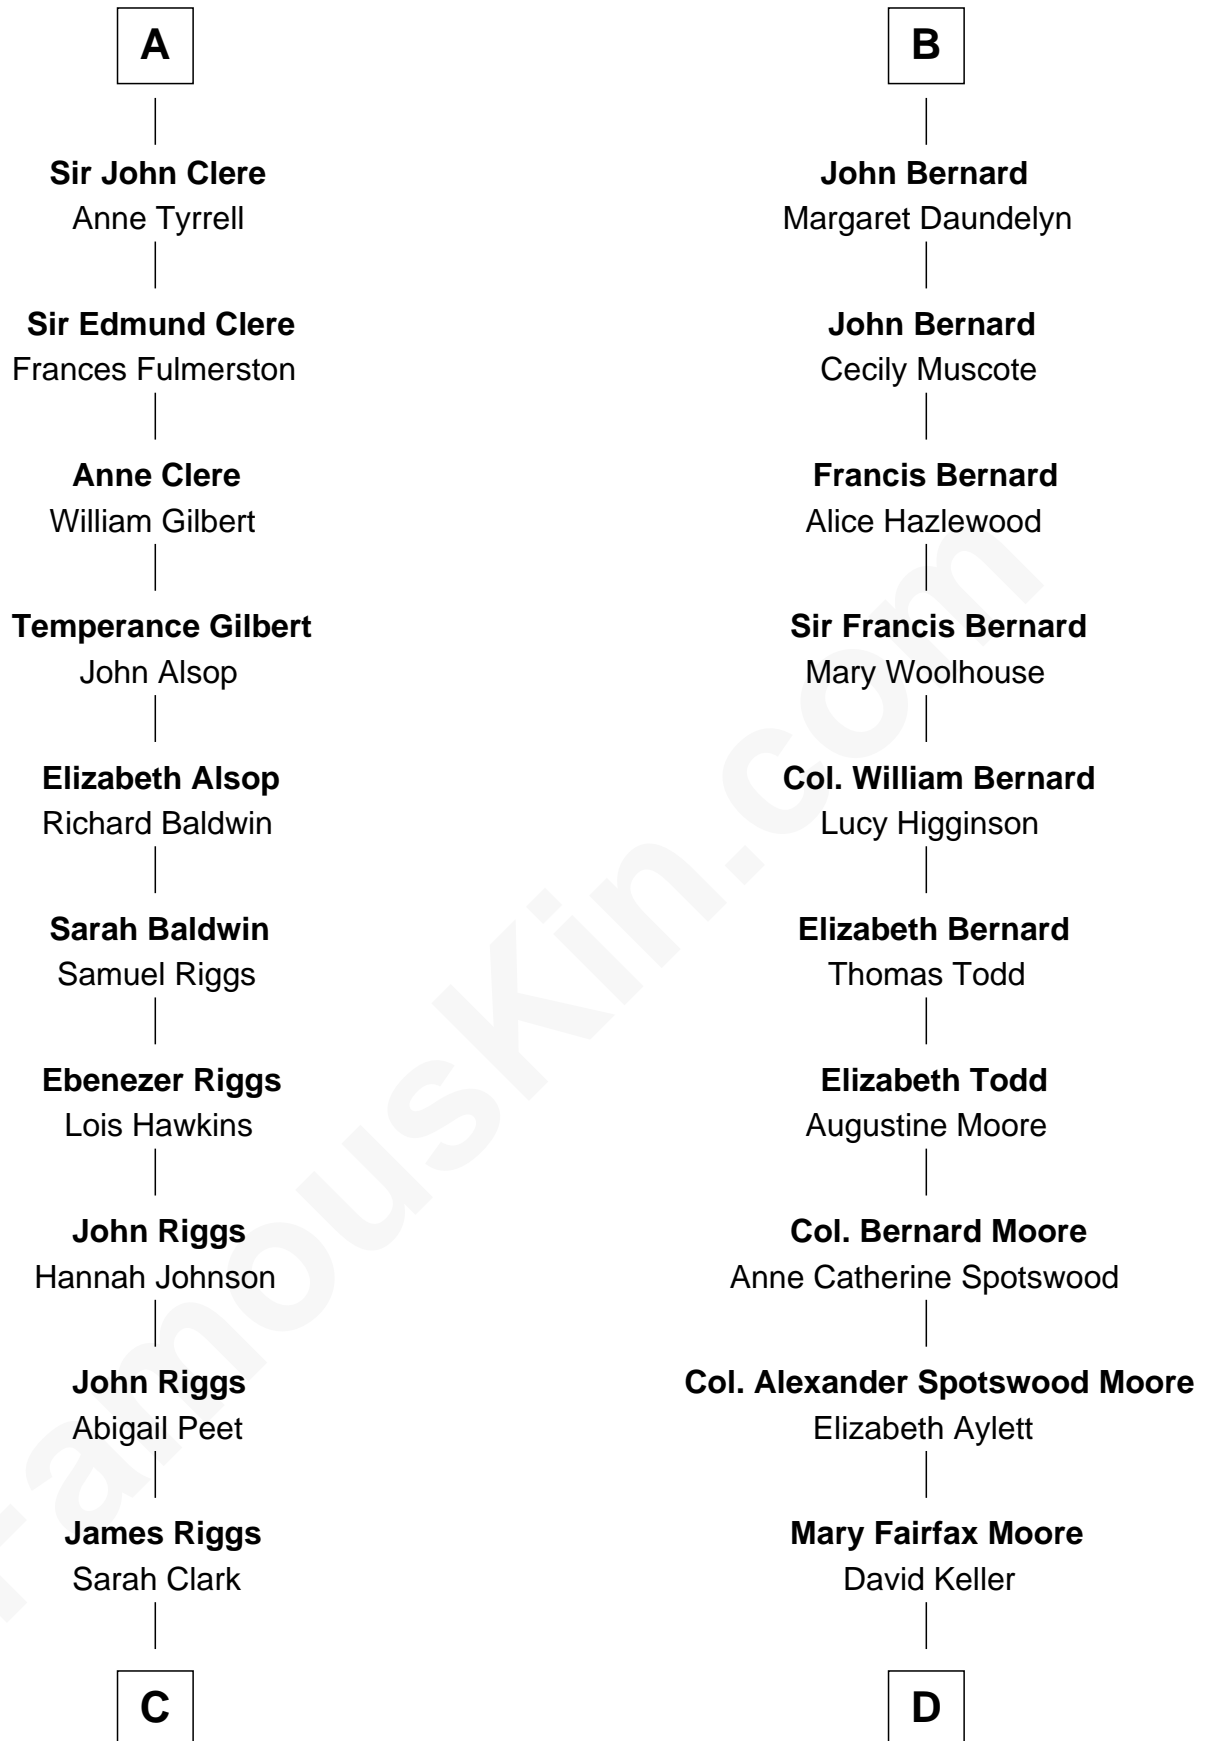 A
Sir John Clere
Anne Tyrrell
Sir Edmund Clere
Frances Fulmerston
Anne Clere
William Gilbert
Temperance Gilbert
John Alsop
Elizabeth Alsop
Richard Baldwin
Sarah Baldwin
Samuel Riggs
Ebenezer Riggs
Lois Hawkins
John Riggs
Hannah Johnson
John Riggs
Abigail Peet
James Riggs
Sarah Clark
C
B
John Bernard
Margaret Daundelyn
John Bernard
Cecily Muscote
Francis Bernard
Alice Hazlewood
Sir Francis Bernard
Mary Woolhouse
Col. William Bernard
Lucy Higginson
Elizabeth Bernard
Thomas Todd
Elizabeth Todd
Augustine Moore
Col. Bernard Moore
Anne Catherine Spotswood
Col. Alexander Spotswood Moore
Elizabeth Aylett
Mary Fairfax Moore
David Keller
D
FamousKin.com